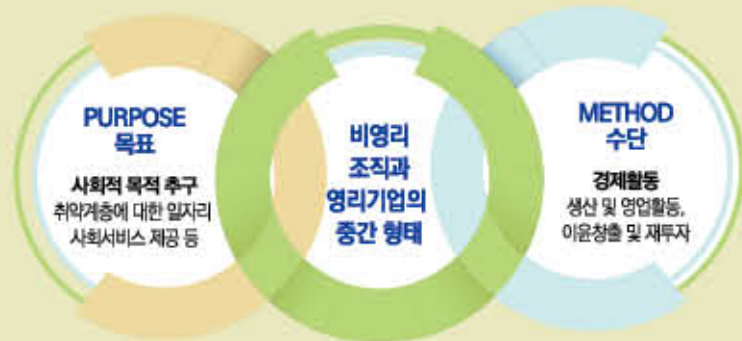 PURPOSE
목표
사회적 목적 추구
취약계층에 대한 일자리
사회서비스 제공 등
비영리
조직과
영리기업의
중간 형태
METHOD
수단
경제활동
생산 및 영업활동,
이윤창출 및 재투자